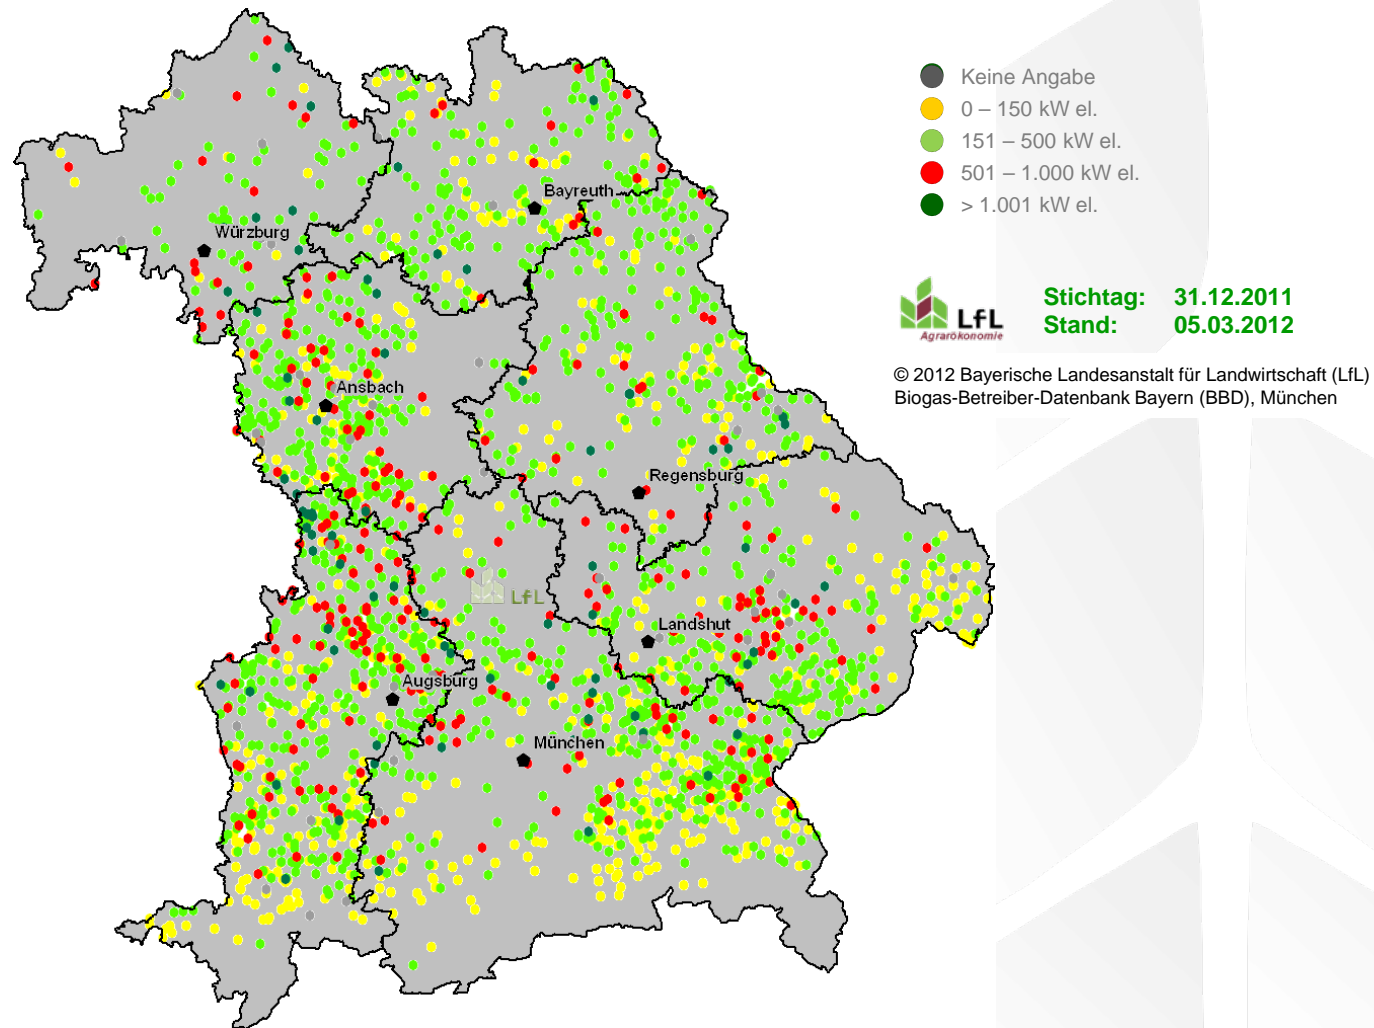 Keine Angabe
0 – 150 kW el.
151 – 500 kW el.
501 – 1.000 kW el.
> 1.001 kW el.
LfL
Agrarökonomie
Stichtag: 31.12.2011
Stand: 05.03.2012
© 2012 Bayerische Landesanstalt für Landwirtschaft (LfL)
Biogas-Betreiber-Datenbank Bayern (BBD), München
Bayreuth
Würzburg
Ansbach
Regensburg
LfL
Landshut
Augsburg
München